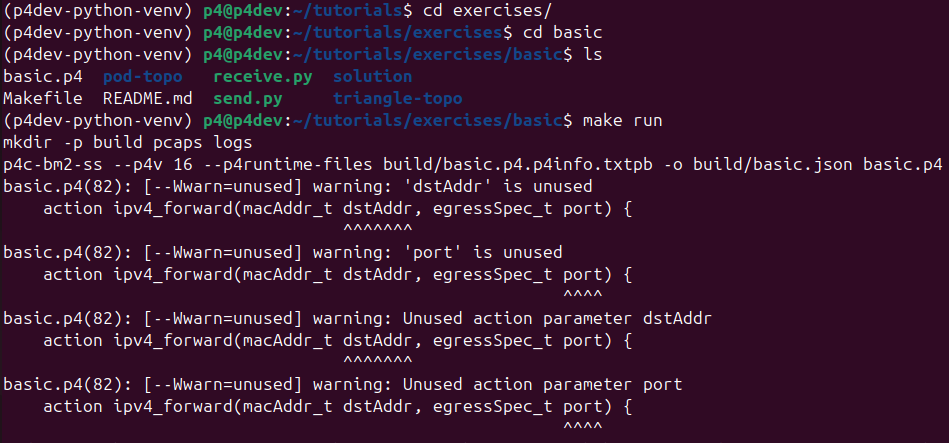 (p4dev-python-venv) p4@p4dev:~/tutorials$ cd exercises/
(p4dev-python-venv) p4@p4dev:~/tutorials/exercises$ cd basic
(p4dev-python-venv) p4@p4dev:~/tutorials/exercises/basic$ ls
basic.p4  pod-topo   receive.py  solution
Makefile  README.md  send.py     triangle-topo
(p4dev-python-venv) p4@p4dev:~/tutorials/exercises/basic$ make run
mkdir -p build pcaps logs
p4c-bm2-ss --p4v 16 --p4runtime-files build/basic.p4.p4info.txtpb -o build/basic.json basic.p4
basic.p4(82): [--Wwarn=unused] warning: 'dstAddr' is unused
    action ipv4_forward(macAddr_t dstAddr, egressSpec_t port) {
                                  ^^^^^^^
basic.p4(82): [--Wwarn=unused] warning: 'port' is unused
    action ipv4_forward(macAddr_t dstAddr, egressSpec_t port) {
                                                        ^^^^
basic.p4(82): [--Wwarn=unused] warning: Unused action parameter dstAddr
    action ipv4_forward(macAddr_t dstAddr, egressSpec_t port) {
                                  ^^^^^^^
basic.p4(82): [--Wwarn=unused] warning: Unused action parameter port
    action ipv4_forward(macAddr_t dstAddr, egressSpec_t port) {
                                                        ^^^^